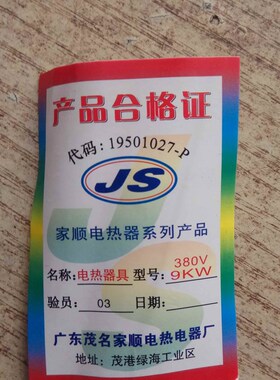 产品合格证
代码:19501027-P
JS
家顺电热器系列产品
名称:电热器具 型号:380V 9KW
验员: 03 日期:
广东茂名家顺电热电器厂
地址: 茂港绿海工业区